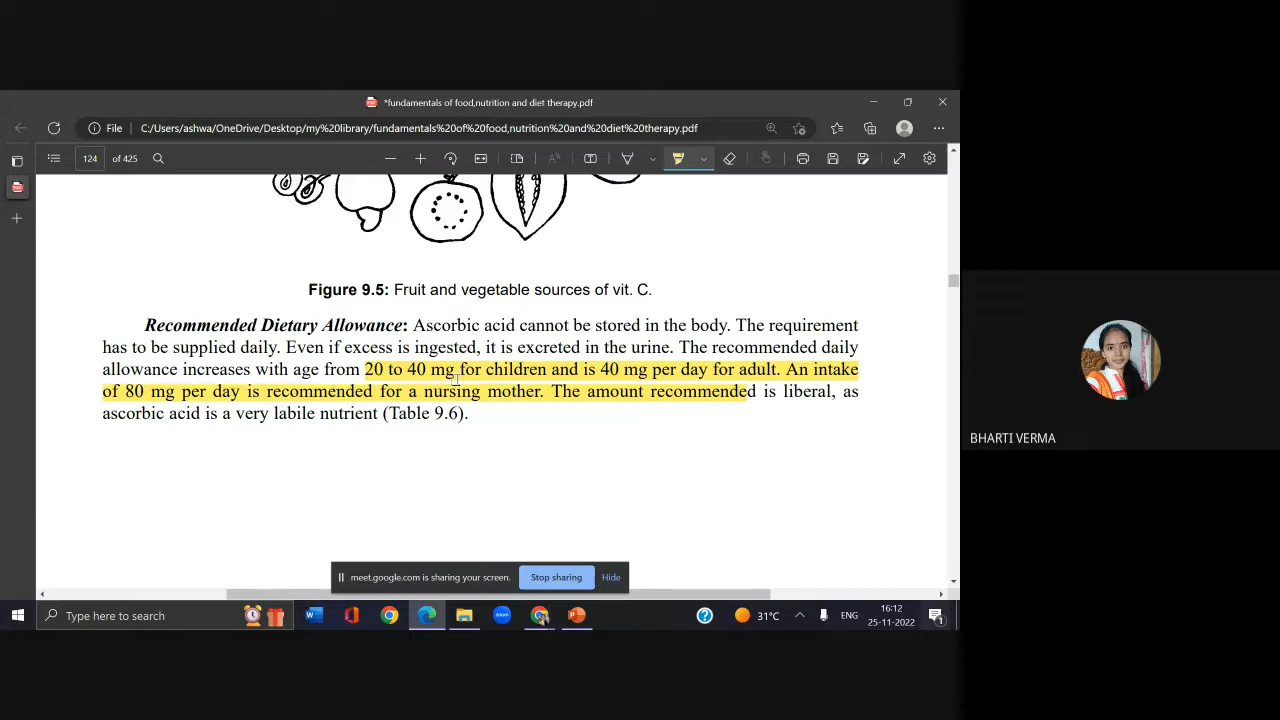 *fundamentals of food,nutrition and diet therapy.pdf
File C:/Users/ashwa/OneDrive/Desktop/my%20library/fundamentals%20of%20food,nutrition%20and%20diet%20therapy.pdf
124 of 425
Figure 9.5: Fruit and vegetable sources of vit. C.
Recommended Dietary Allowance: Ascorbic acid cannot be stored in the body. The requirement
has to be supplied daily. Even if excess is ingested, it is excreted in the urine. The recommended daily
allowance increases with age from 20 to 40 mg for children and is 40 mg per day for adult. An intake
of 80 mg per day is recommended for a nursing mother. The amount recommended is liberal, as
ascorbic acid is a very labile nutrient (Table 9.6).
BHARTI VERMA
meet.google.com is sharing your screen. Stop sharing Hide
Type here to search 31°C ENG 16:12
25-11-2022